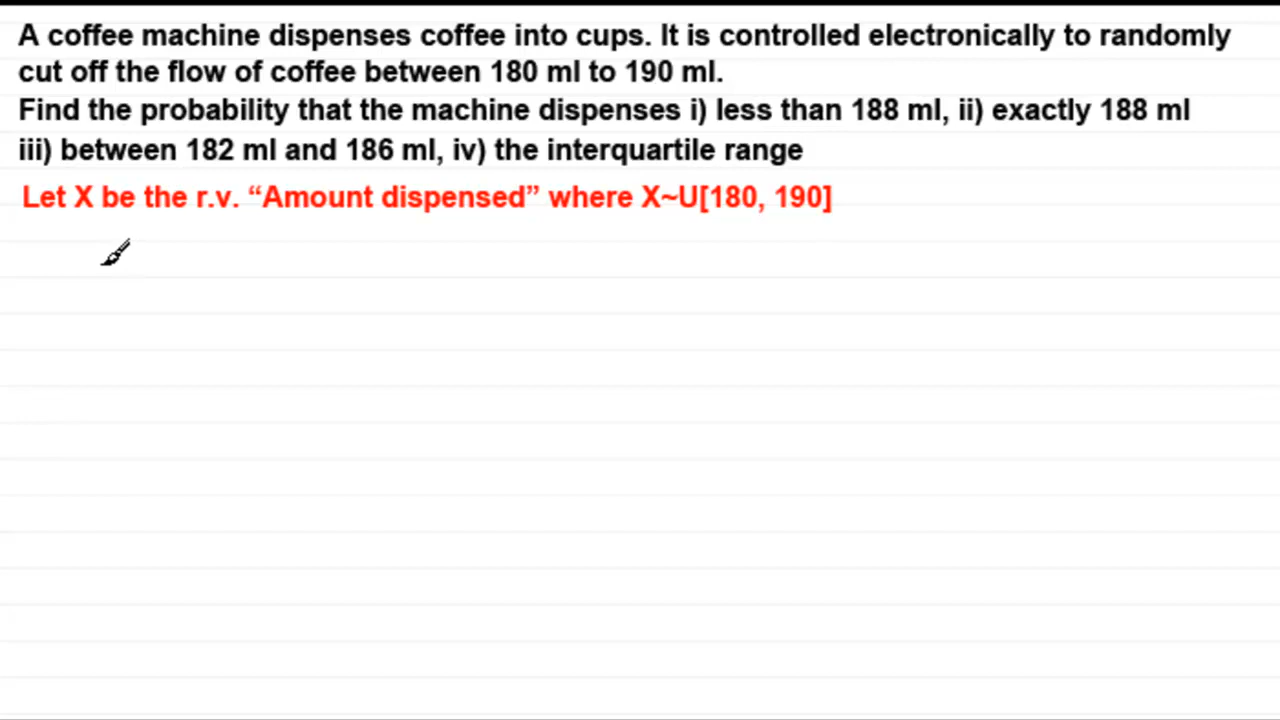 A coffee machine dispenses coffee into cups. It is controlled electronically to randomly
cut off the flow of coffee between 180 ml to 190 ml.
Find the probability that the machine dispenses i) less than 188 ml, ii) exactly 188 ml
iii) between 182 ml and 186 ml, iv) the interquartile range
Let X be the r.v. “Amount dispensed” where X~U[180, 190]